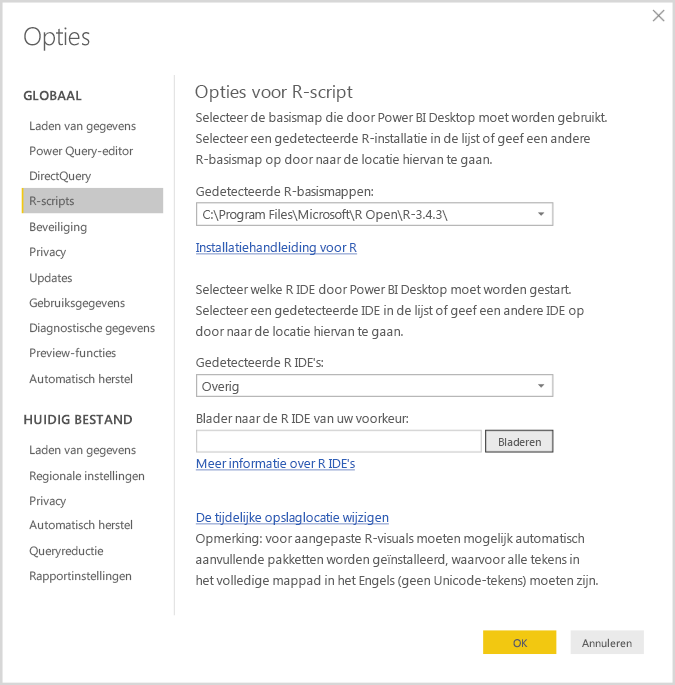 Opties
GLOBAAL
Laden van gegevens
Power Query-editor
DirectQuery
R-scripts
Beveiliging
Privacy
Updates
Gebruiksgegevens
Diagnostische gegevens
Preview-functies
Automatisch herstel
HUIDIG BESTAND
Laden van gegevens
Regionale instellingen
Privacy
Automatisch herstel
Queryreductie
Rapportinstellingen
Opties voor R-script
Selecteer de basismap die door Power BI Desktop moet worden gebruikt.
Selecteer een gedetecteerde R-installatie in de lijst of geef een andere
R-basismap op door naar de locatie hiervan te gaan.
Gedetecteerde R-basismappen:
C:\Program Files\Microsoft\R Open\R-3.4.3\
Installatiehandleiding voor R
Selecteer welke R IDE door Power BI Desktop moet worden gestart.
Selecteer een gedetecteerde IDE in de lijst of geef een andere IDE op
door naar de locatie hiervan te gaan.
Gedetecteerde R IDE's:
Overig
Blader naar de R IDE van uw voorkeur:
Bladeren
Meer informatie over R IDE's
De tijdelijke opslaglocatie wijzigen
Opmerking: voor aangepaste R-visuals moeten mogelijk automatisch
aanvullende pakketten worden geïnstalleerd, waarvoor alle tekens in
het volledige mappad in het Engels (geen Unicode-tekens) moeten zijn.
OK
Annuleren